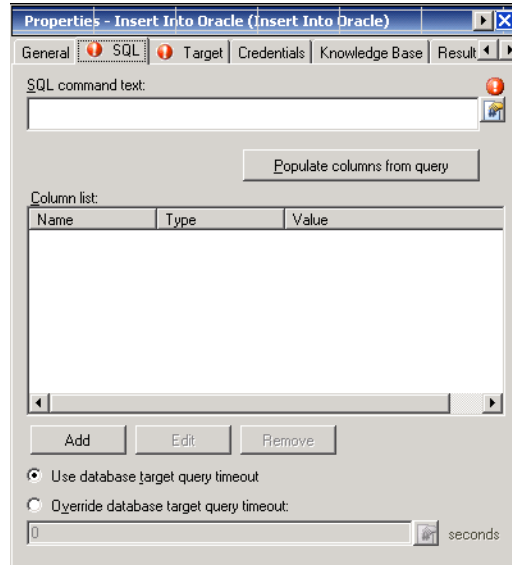 Properties - Insert Into Oracle (Insert Into Oracle)
General SQL Target Credentials Knowledge Base Result
SQL command text:
Populate columns from query
Column list:
Name Type Value
Add Edit Remove
Use database target query timeout
Override database target query timeout:
0 seconds